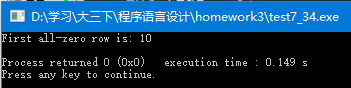 D:\学习\大三下\程序语言设计\homework3\test7_34.exe
First all-zero row is: 10
Process returned 0 (0x0)   execution time : 0.149 s
Press any key to continue.